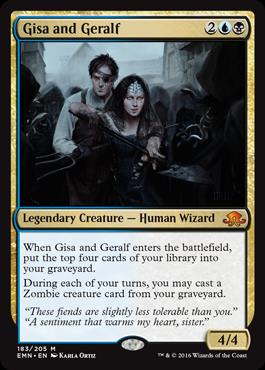 Gisa and Geralf 2
Legendary Creature — Human Wizard
When Gisa and Geralf enters the battlefield,
put the top four cards of your library into
your graveyard.
During each of your turns, you may cast a
Zombie creature card from your graveyard.
"These fiends are slightly less tolerable than you."
"A sentiment that warms my heart, sister."
4/4
183/205 M
EMN • EN Karla Ortiz
™ & © 2016 Wizards of the Coast